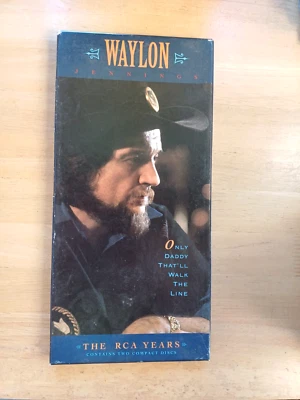 WAYLON
JENNINGS
ONLY
DADDY
THAT'LL
WALK
THE
LINE
THE RCA YEARS
CONTAINS TWO COMPACT DISCS